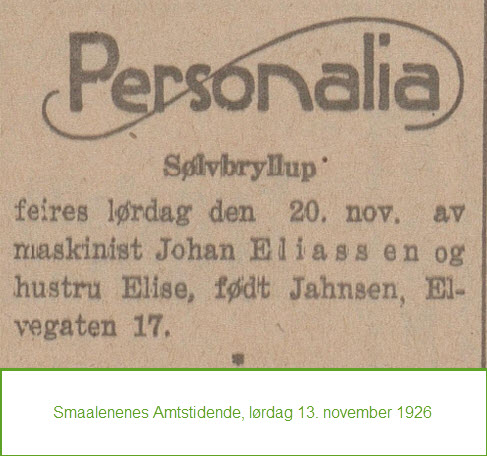 Personalia
Sølvbryllup
feires lørdag den 20. nov. av
maskinist Johan Eliassen og
hustru Elise, født Jahnsen, El-
vegaten 17.
Smaalenenes Amtstidende, lørdag 13. november 1926